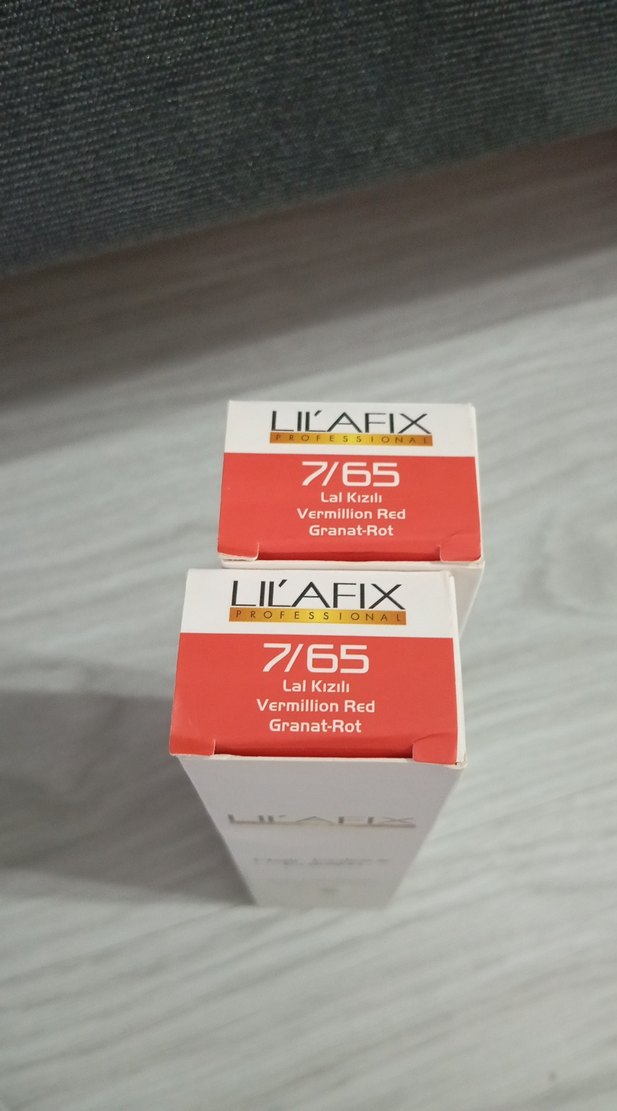 LIL'AFIX
PROFESSIONAL
7/65
Lal Kızılı
Vermillion Red
Granat-Rot
LIL'AFIX
PROFESSIONAL
7/65
Lal Kızılı
Vermillion Red
Granat-Rot
LIL'AFIX